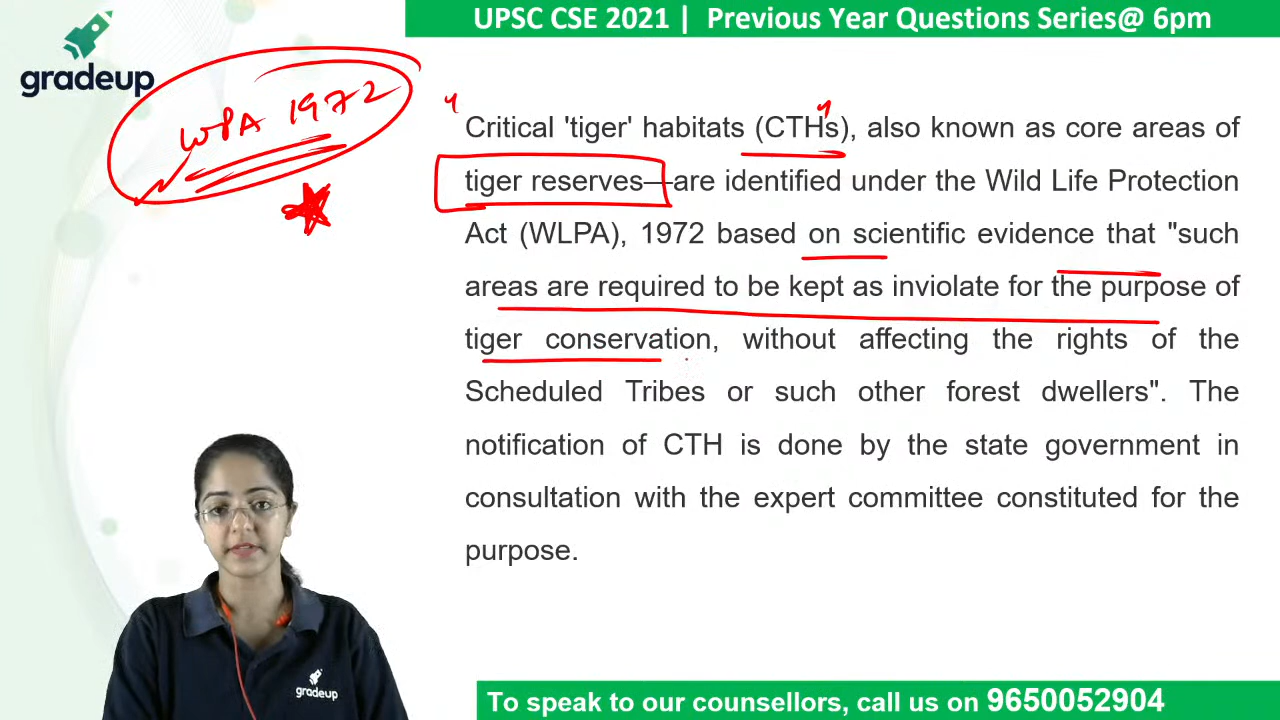 UPSC CSE 2021 | Previous Year Questions Series@ 6pm
gradeup
WPA 1972
Critical 'tiger' habitats (CTHs), also known as core areas of
tiger reserves—are identified under the Wild Life Protection
Act (WLPA), 1972 based on scientific evidence that "such
areas are required to be kept as inviolate for the purpose of
tiger conservation, without affecting the rights of the
Scheduled Tribes or such other forest dwellers". The
notification of CTH is done by the state government in
consultation with the expert committee constituted for the
purpose.
gradeup
To speak to our counsellors, call us on 9650052904